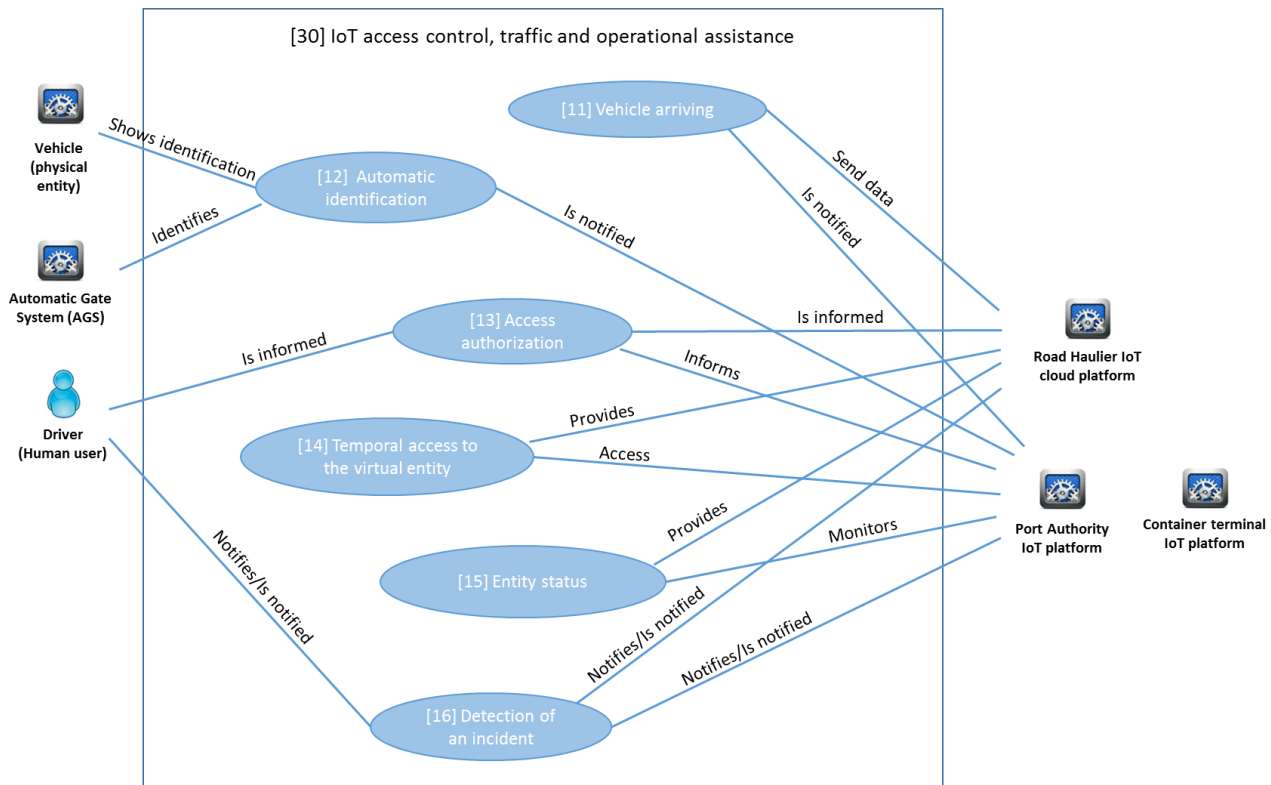 [30] IoT access control, traffic and operational assistance
[11] Vehicle arriving
Shows identification
Vehicle
(physical
entity)
[12] Automatic
identification
Send data
Is notified
Identifies
Is notified
Automatic Gate
System (AGS)
[13] Access
authorization
Is informed
Is informed
Road Haulier IoT
cloud platform
Informs
Driver
(Human user)
Provides
[14] Temporal access to
the virtual entity
Access
Provides
Monitors
Port Authority
IoT platform
Container terminal
IoT platform
[15] Entity status
Notifies/Is notified
Notifies/Is notified
Notifies/Is notified
[16] Detection of
an incident